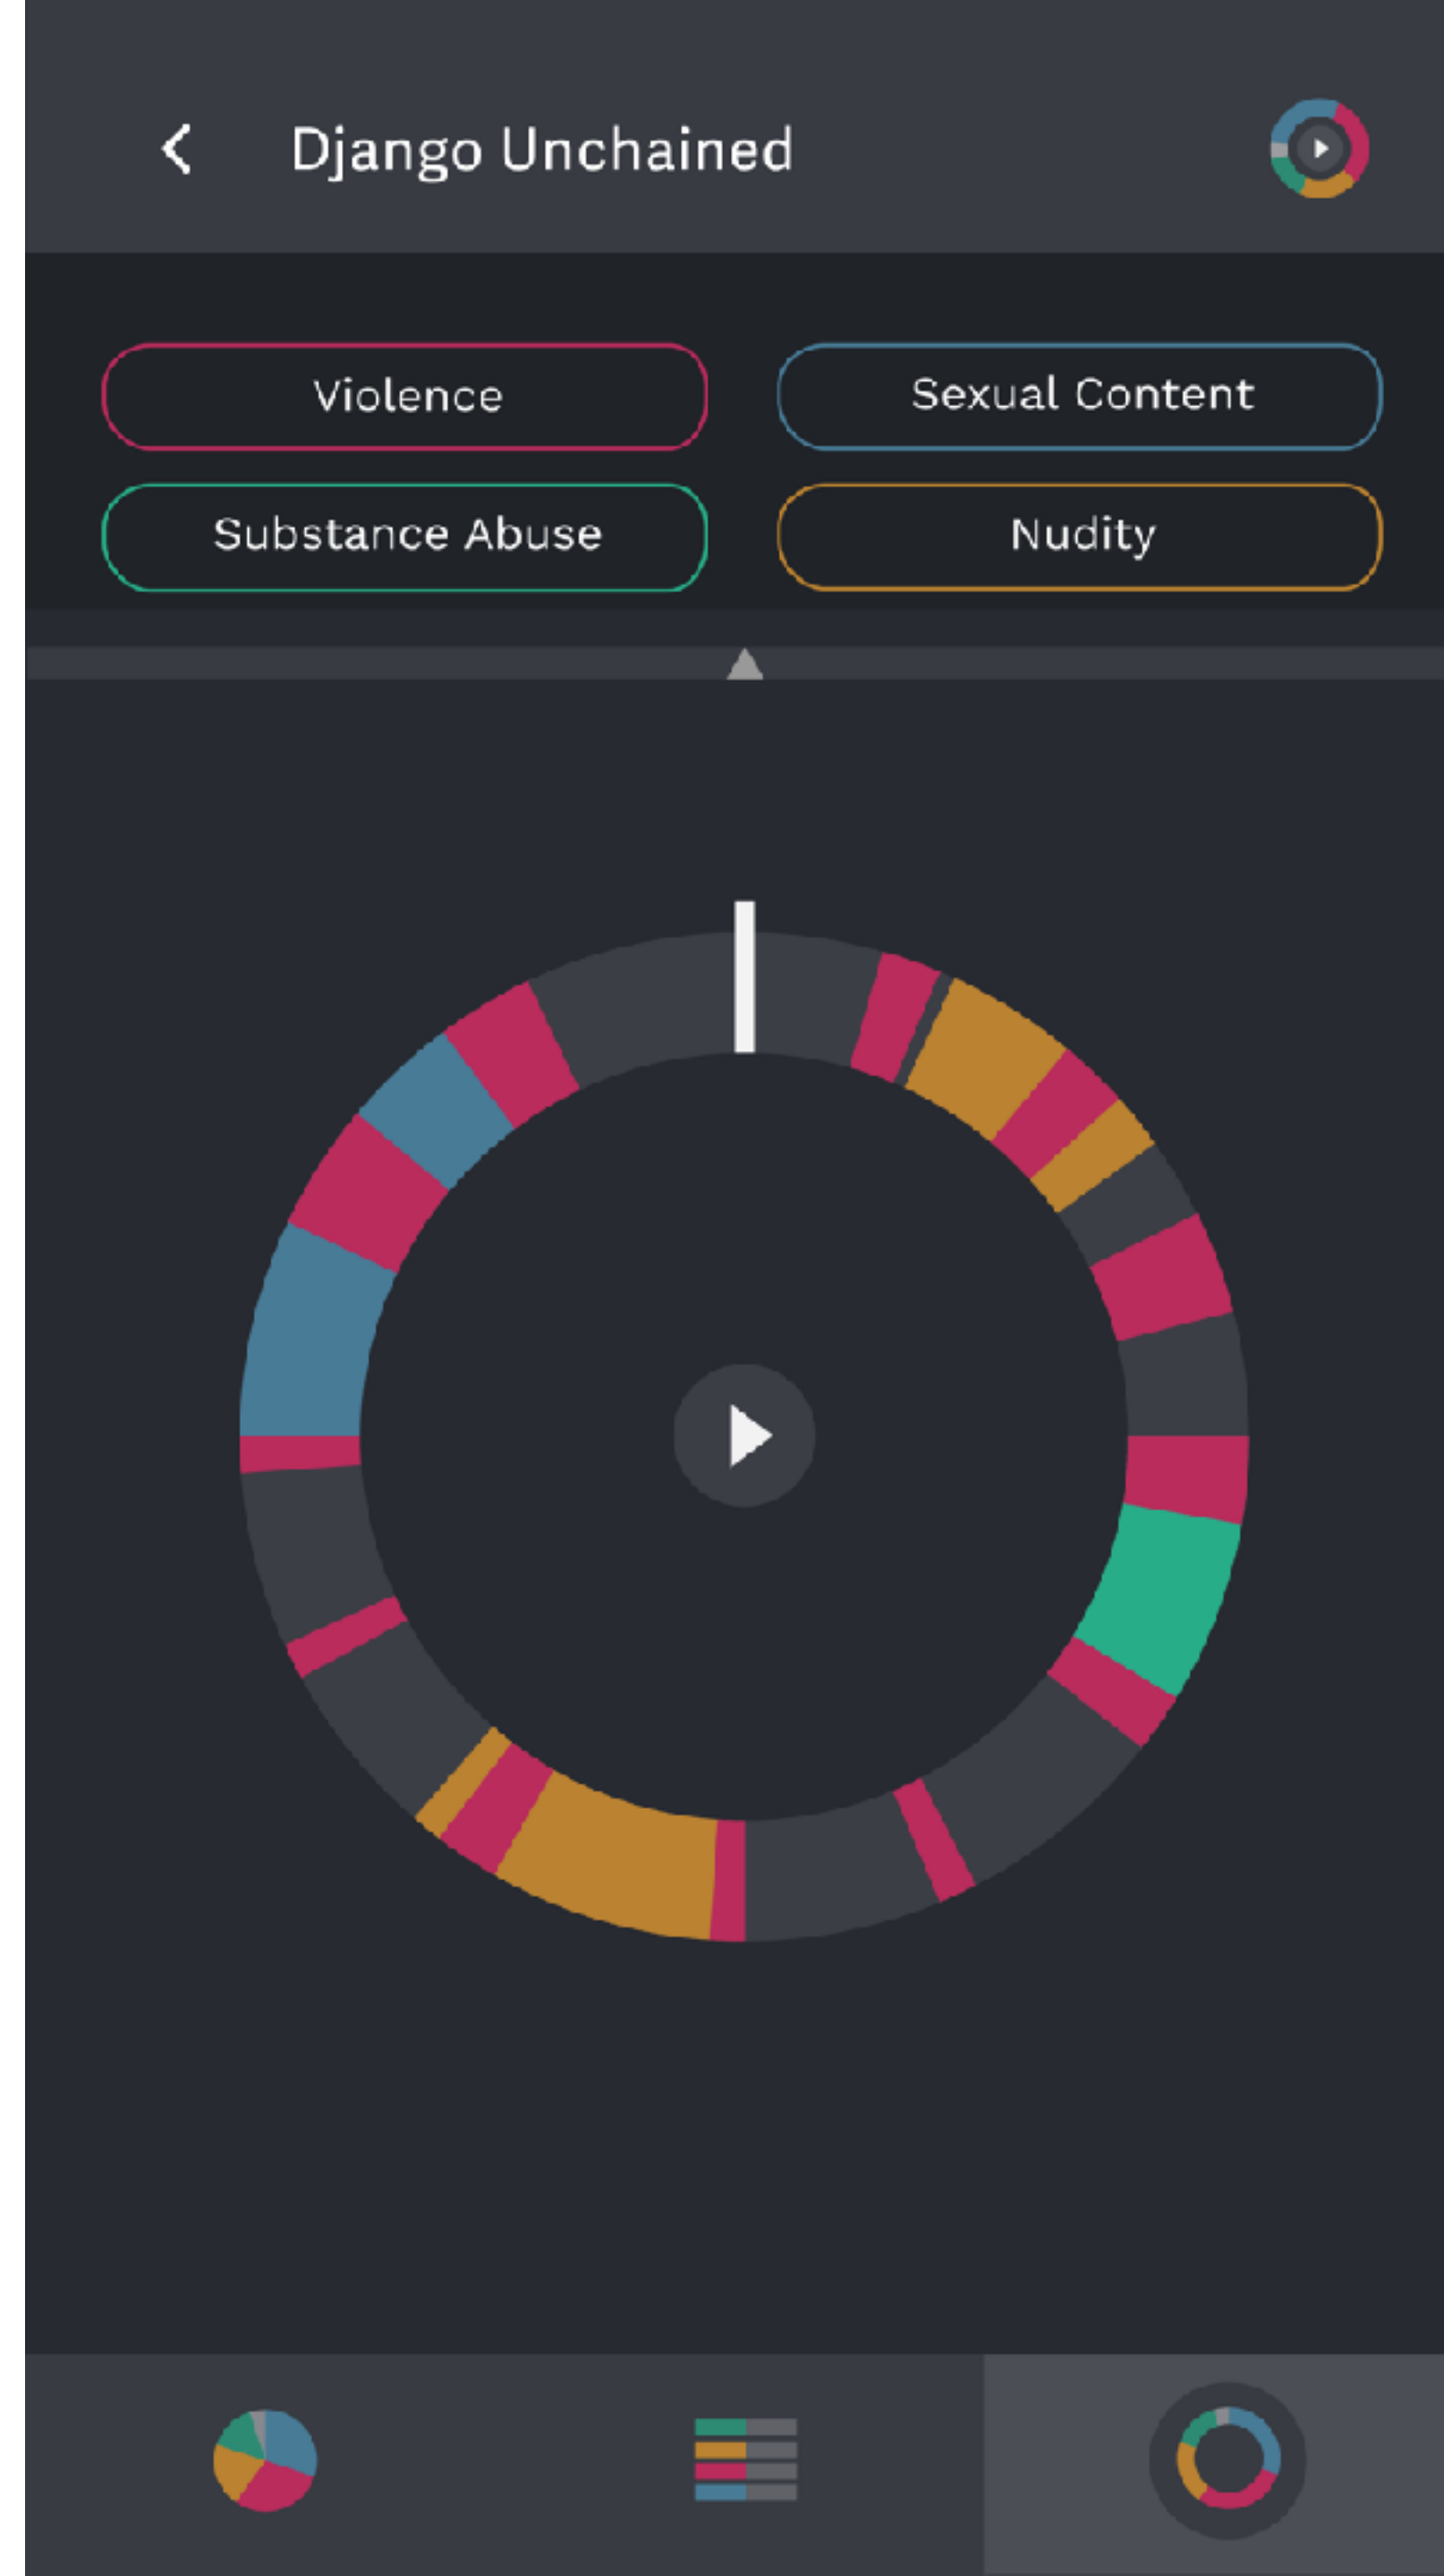 Django Unchained
Violence
Sexual Content
Substance Abuse
Nudity